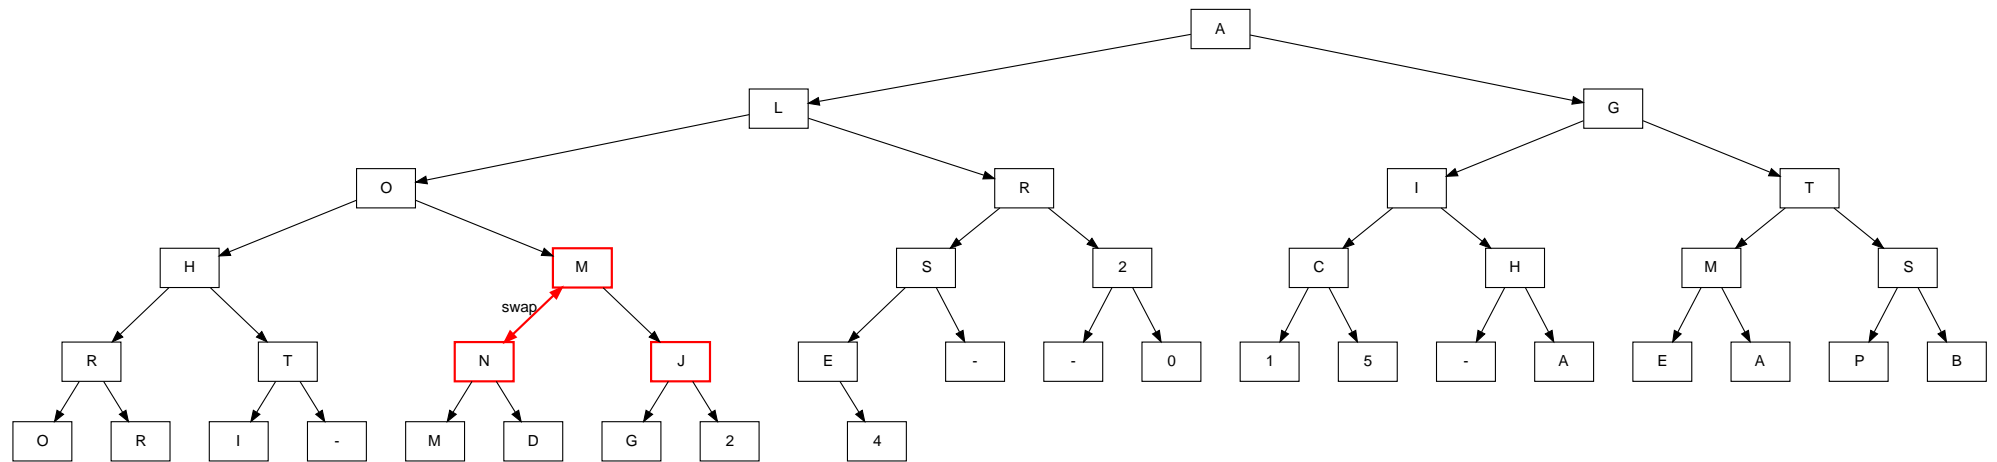 A
L G
O R I T
H M S 2 C H M S
swap
R T N J E - - 0 1 5 - A E A P B
O R I - M D G 2 4